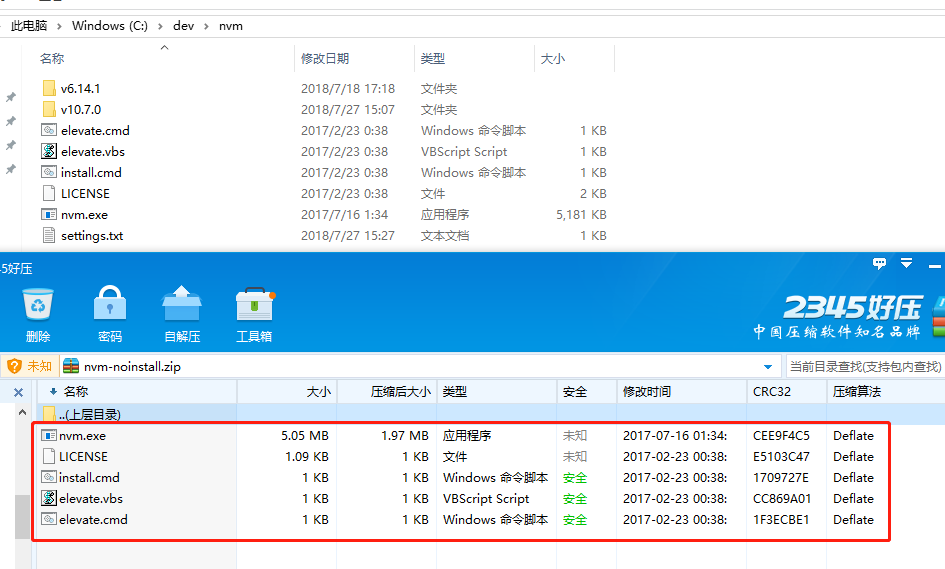 此电脑 > Windows (C:) > dev > nvm
名称 修改日期 类型 大小
v6.14.1 2018/7/18 17:18 文件夹
v10.7.0 2018/7/27 15:07 文件夹
elevate.cmd 2017/2/23 0:38 Windows 命令脚本 1 KB
elevate.vbs 2017/2/23 0:38 VBScript Script 1 KB
install.cmd 2017/2/23 0:38 Windows 命令脚本 1 KB
LICENSE 2017/2/23 0:38 文件 2 KB
nvm.exe 2017/7/16 1:34 应用程序 5,181 KB
settings.txt 2018/7/27 15:27 文本文档 1 KB
45好压
删除 密码 自解压 工具箱
2345好压
中国压缩软件知名品牌
未知 nvm-noinstall.zip 当前目录查找(支持包内查找)
名称 大小 压缩后大小 类型 安全 修改时间 CRC32 压缩算法
..(上层目录)
nvm.exe 5.05 MB 1.97 MB 应用程序 未知 2017-07-16 01:34: CEE9F4C5 Deflate
LICENSE 1.09 KB 1 KB 文件 未知 2017-02-23 00:38: E5103C47 Deflate
install.cmd 1 KB 1 KB Windows 命令脚本 安全 2017-02-23 00:38: 1709727E Deflate
elevate.vbs 1 KB 1 KB VBScript Script 安全 2017-02-23 00:38: CC869A01 Deflate
elevate.cmd 1 KB 1 KB Windows 命令脚本 安全 2017-02-23 00:38: 1F3ECBE1 Deflate